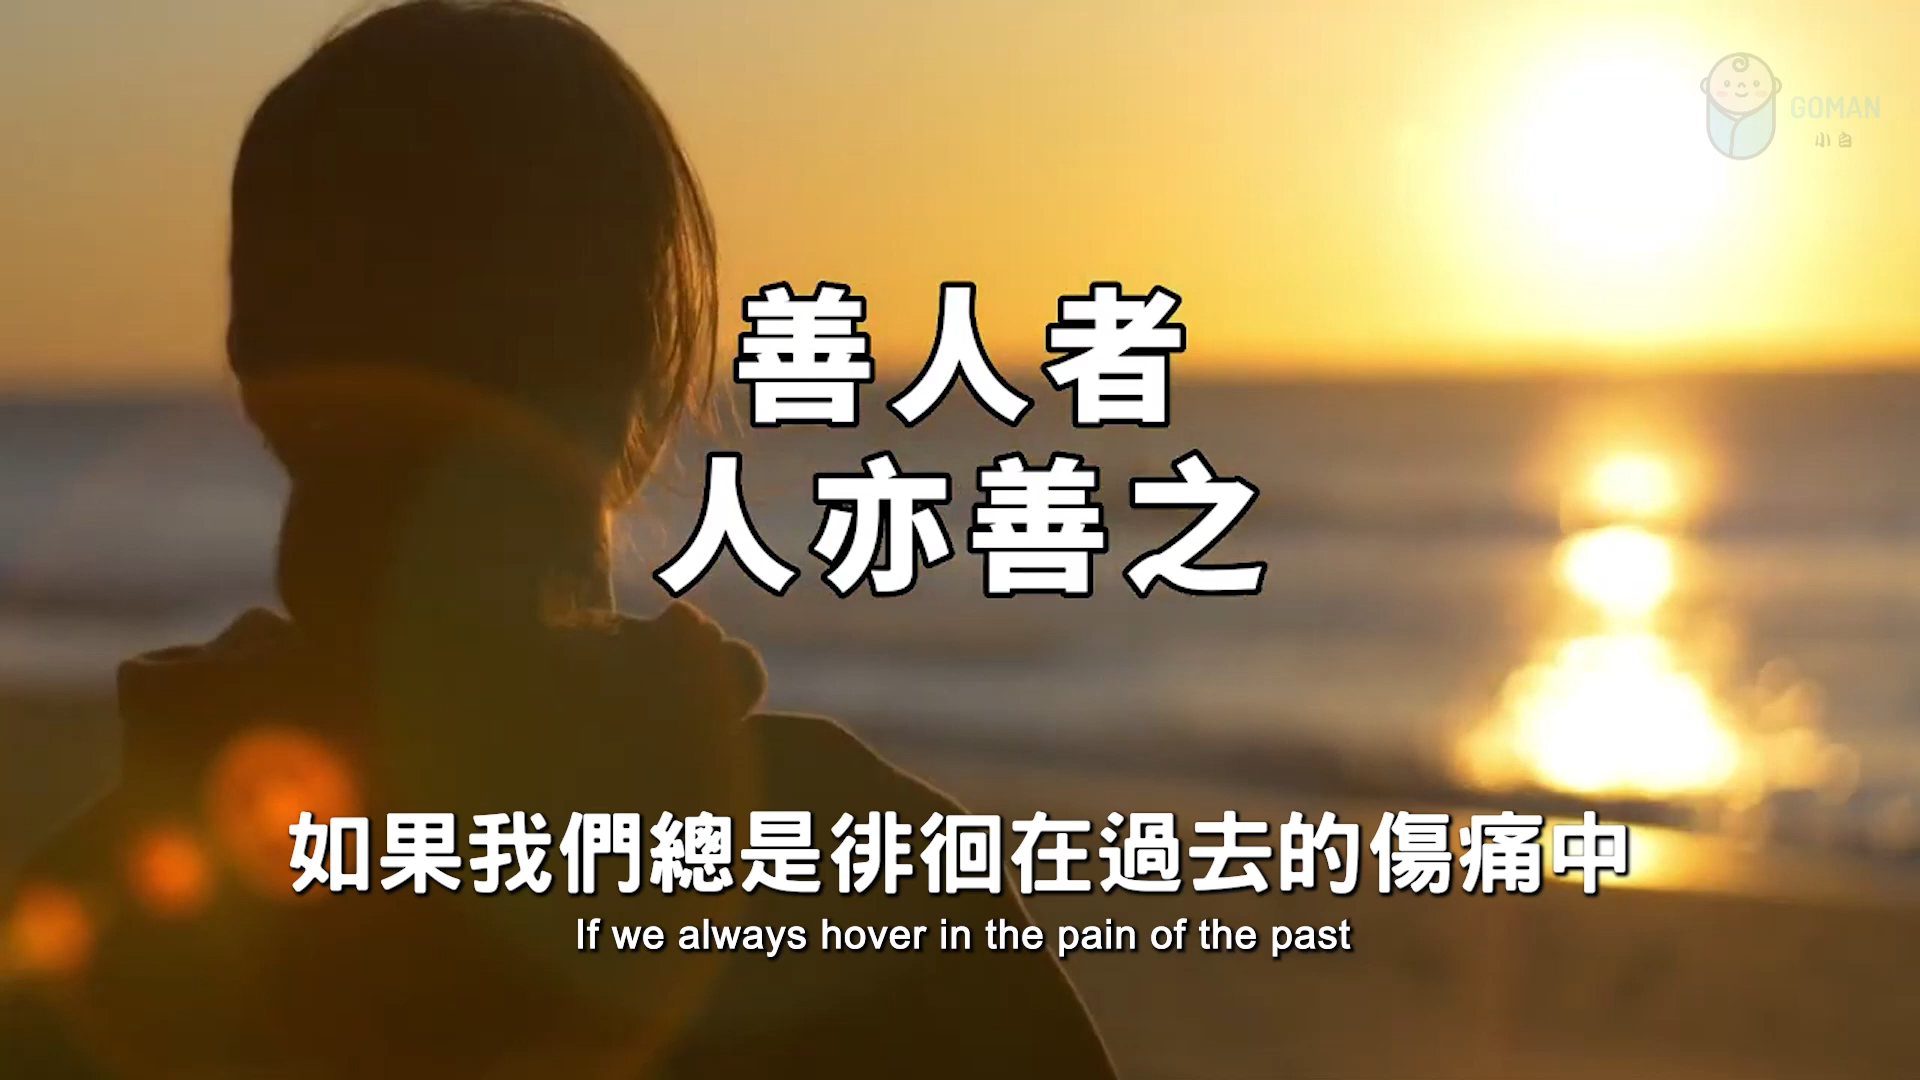 GOMAN
小白
善人者
人亦善之
如果我們總是徘徊在過去的傷痛中
If we always hover in the pain of the past